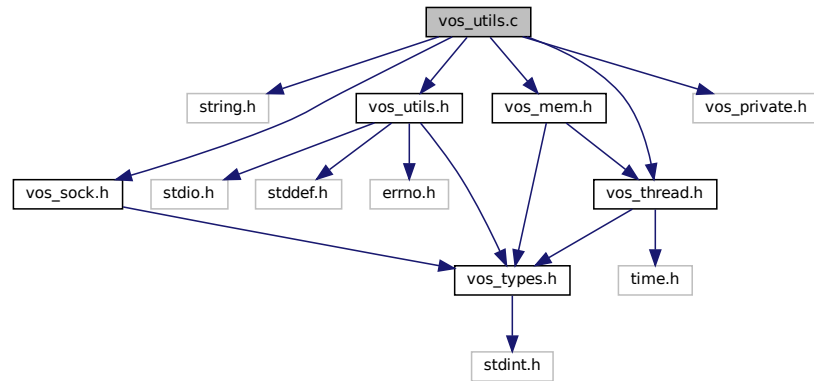 vos_utils.c
string.h
vos_utils.h
vos_mem.h
vos_private.h
vos_sock.h
stdio.h
stddef.h
errno.h
vos_thread.h
vos_types.h
time.h
stdint.h